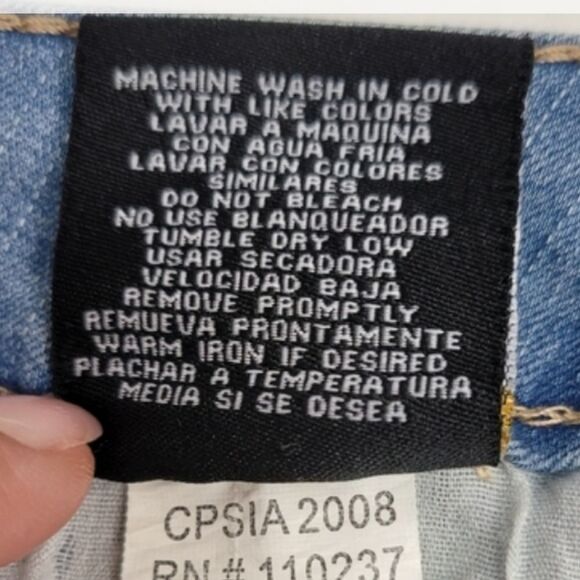 MACHINE WASH IN COLD
WITH LIKE COLORS
LAVAR A MAQUINA
CON AGUA FRIA
LAVAR CON COLORES
SIMILARES
DO NOT BLEACH
NO USE BLANQUEADOR
TUMBLE DRY LOW
USAR SECADORA
VELOCIDAD BAJA
REMOVE PROMPTLY
REMUEVA PRONTAMENTE
WARM IRON IF DESIRED
PLACHAR A TEMPERATURA
MEDIA SI SE DESEA
CPSIA 2008
RN # 110237